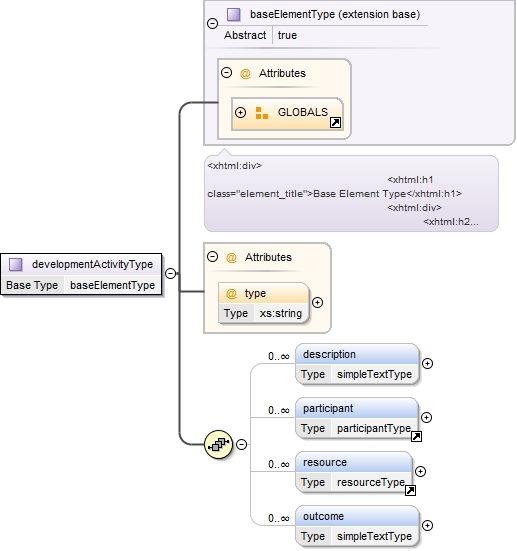 baseElementType (extension base)
Abstract true
@ Attributes
GLOBALS
<xhtml:div>
<xhtml:h1
class="element_title">Base Element Type</xhtml:h1>
<xhtml:div>
<xhtml:h2...
developmentActivityType
Base Type baseElementType
@ Attributes
@ type
Type xs:string
0..∞ description
Type simpleTextType
0..∞ participant
Type participantType
0..∞ resource
Type resourceType
0..∞ outcome
Type simpleTextType